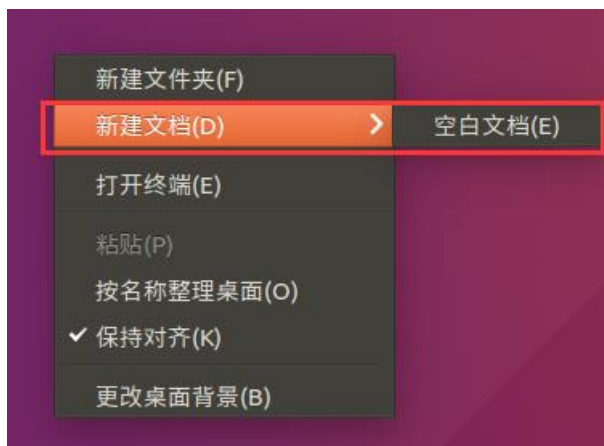 新建文件夹(F)
新建文档(D) 空白文档(E)
打开终端(E)
粘贴(P)
按名称整理桌面(O)
保持对齐(K)
更改桌面背景(B)